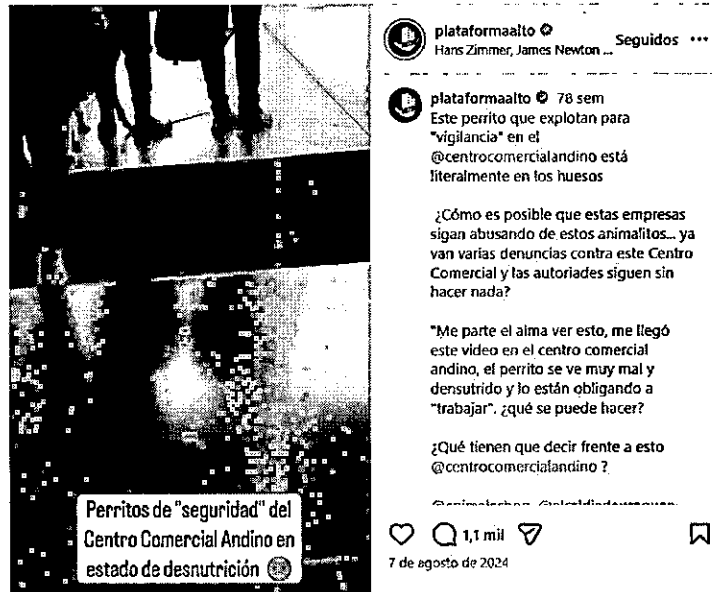 plataformaalto
Hans Zimmer, James Newton ...
Seguidos ...
plataformaalto 78 sem
Este perrito que explotan para
"vigilancia" en el
@centrocomercialandino está
literalmente en los huesos
¿Cómo es posible que estas empresas
sigan abusando de estos animalitos... ya
van varias denuncias contra este Centro
Comercial y las autoriades siguen sin
hacer nada?
"Me parte el alma ver esto, me llegó
este video en el centro comercial
andino, el perrito se ve muy mal y
densutrido y lo están obligando a
"trabajar". ¿qué se puede hacer?
¿Qué tienen que decir frente a esto
@centrocomercialandino ?
1,1 mil
7 de agosto de 2024
Perritos de "seguridad" del
Centro Comercial Andino en
estado de desnutrición